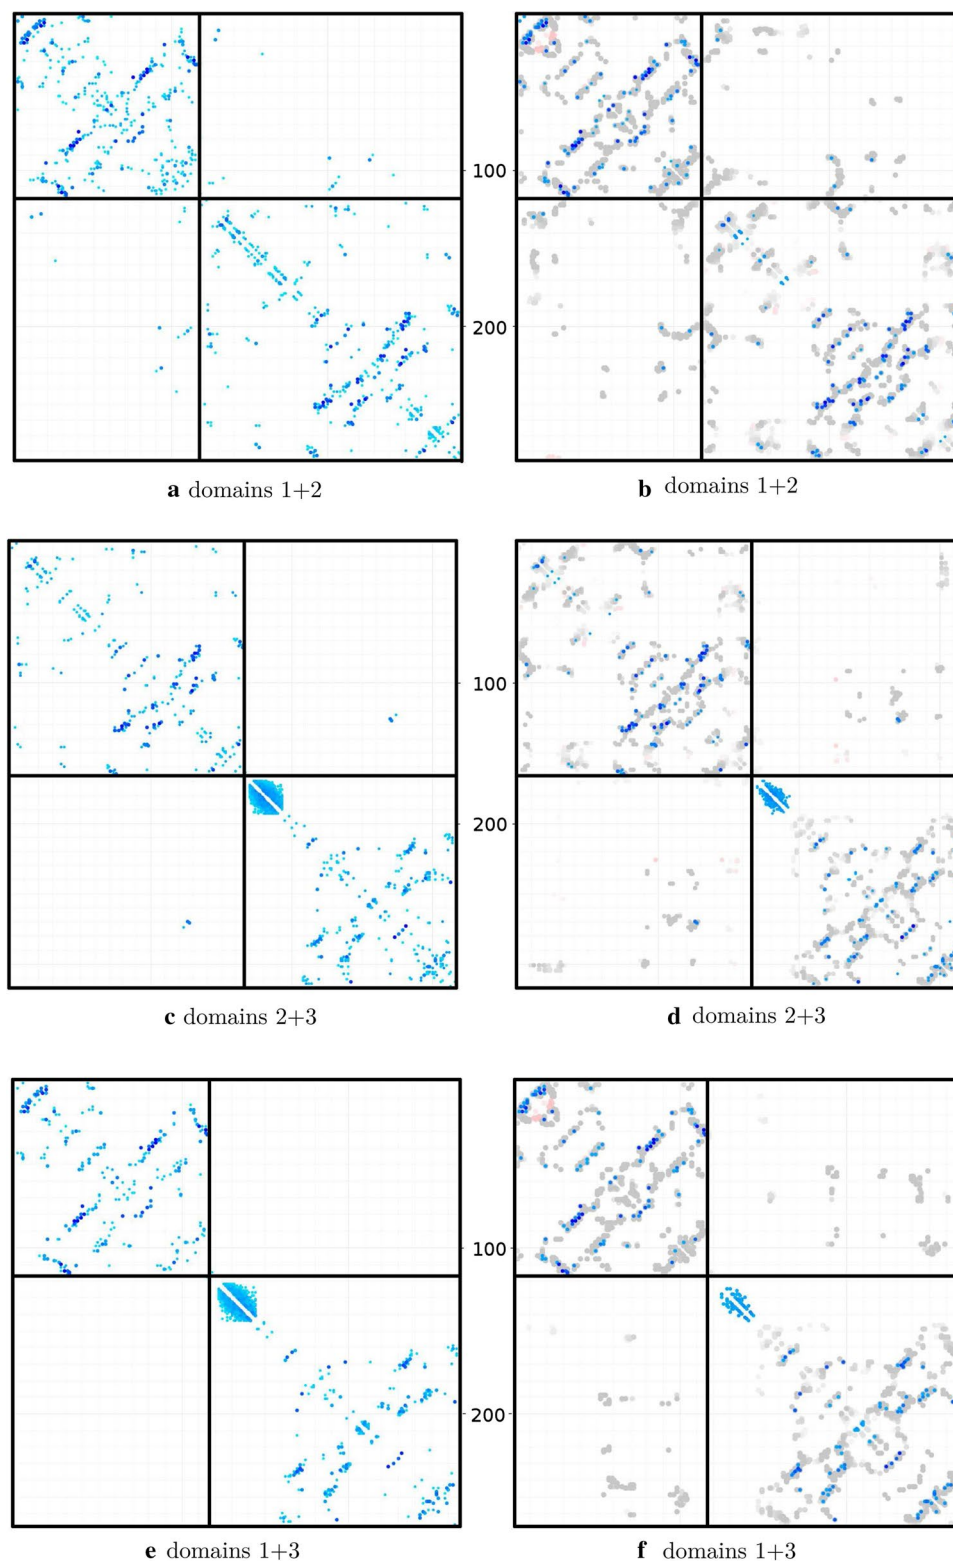 100
200
a domains 1+2
b domains 1+2
100
200
c domains 2+3
d domains 2+3
100
200
e domains 1+3
f domains 1+3